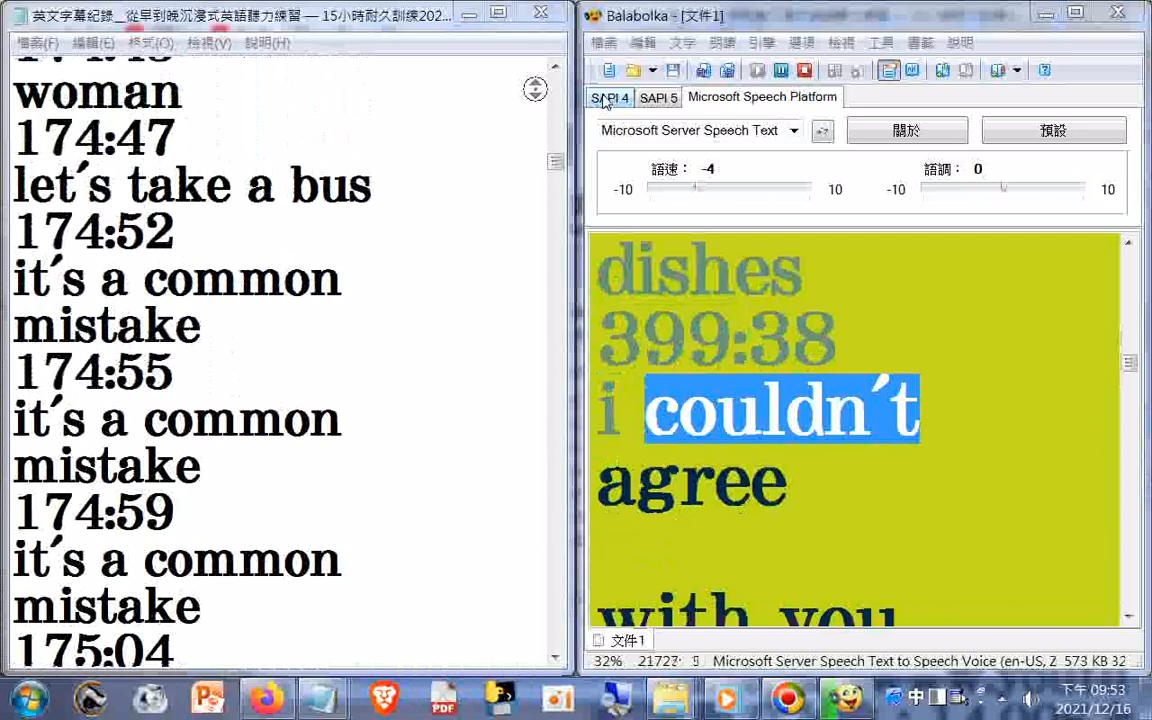 英文字幕紀錄__從早到晚沉浸式英語聽力練習 — 15小時耐久訓練202...
檔案(F) 編輯(E) 格式(O) 檢視(V) 說明(H)
woman
174:47
let´s take a bus
174:52
it´s a common
mistake
174:55
it´s a common
mistake
174:59
it´s a common
mistake
175:04
Balabolka - [文件1]
檔案 編輯 文字 朗讀 引擎 選項 檢視 工具 書籤 說明
SAPI 4 SAPI 5 Microsoft Speech Platform
Microsoft Server Speech Text
關於 預設
語速： -4 語調： 0
-10 10 -10 10
dishes
399:38
i couldn´t
agree
with you
文件1
32% Microsoft Server Speech Text to Speech Voice (en-US, Z 573 KB 32
PDF
中
下午 09:53
2021/12/16